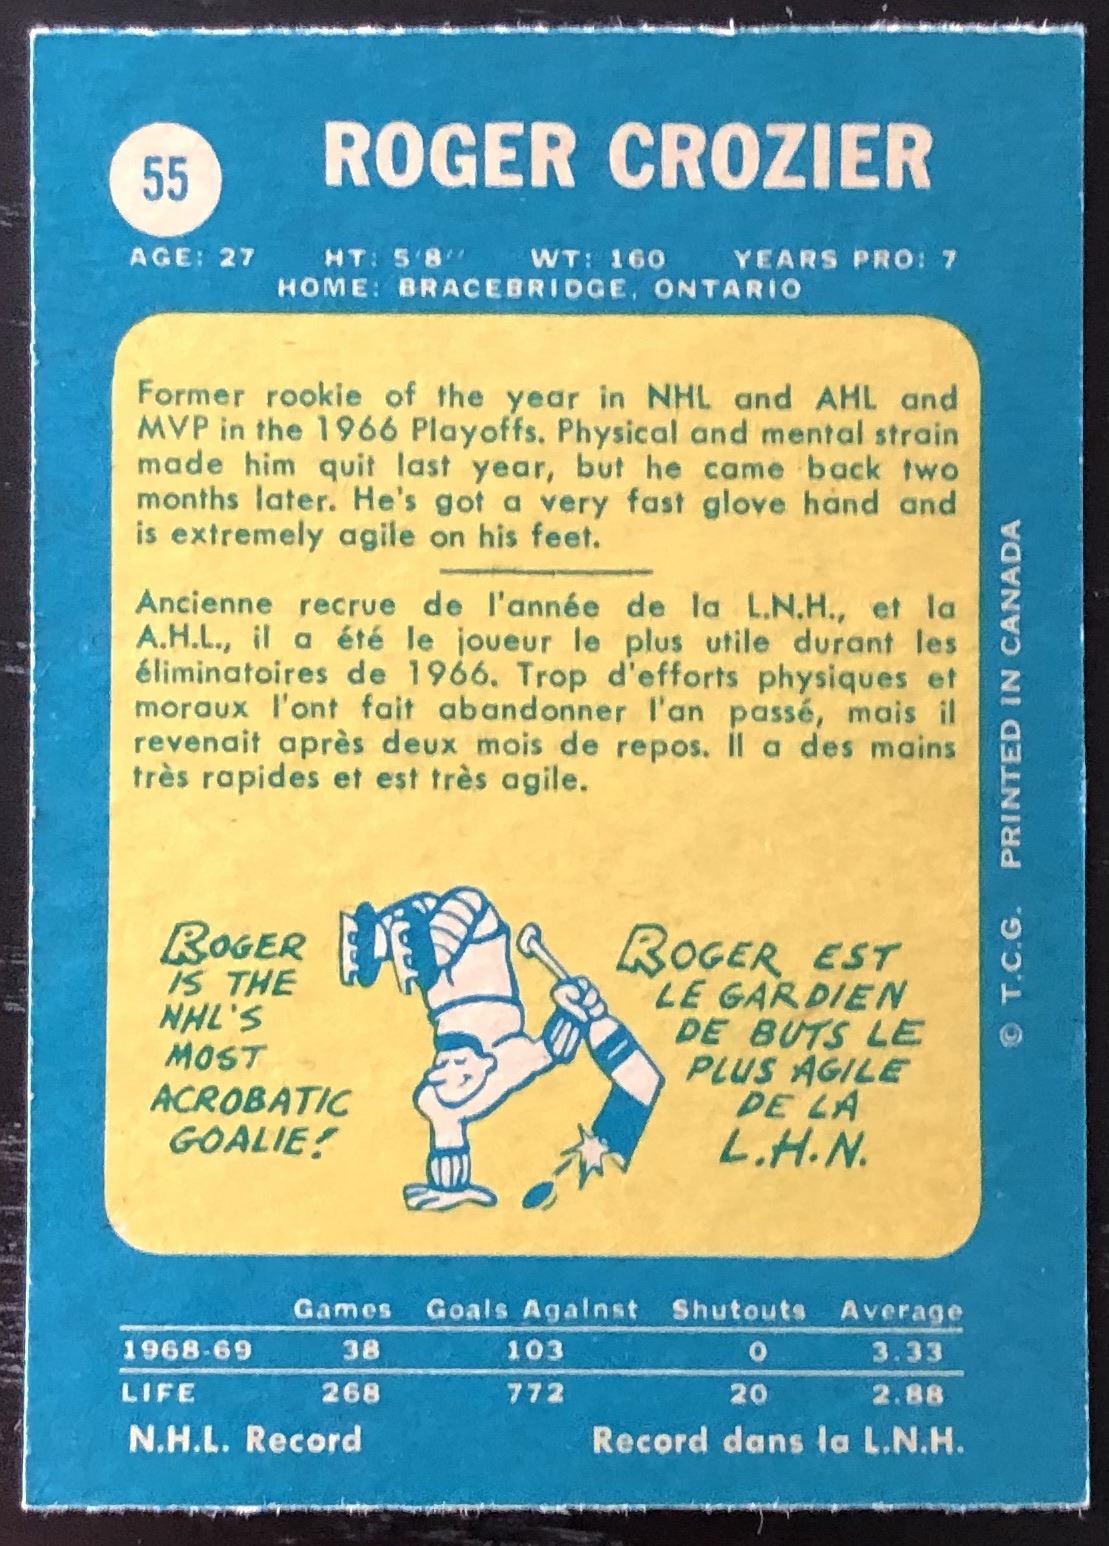 55
ROGER CROZIER
AGE: 27 HT: 5'8'' WT: 160 YEARS PRO: 7
HOME: BRACEBRIDGE, ONTARIO
Former rookie of the year in NHL and AHL and
MVP in the 1966 Playoffs. Physical and mental strain
made him quit last year, but he came back two
months later. He's got a very fast glove hand and
is extremely agile on his feet.
Ancienne recrue de l'année de la L.N.H., et la
A.H.L., il a été le joueur le plus utile durant les
éliminatoires de 1966. Trop d'efforts physiques et
moraux l'ont fait abandonner l'an passé, mais il
revenait après deux mois de repos. Il a des mains
très rapides et est très agile.
ROGER
IS THE
NHL'S
MOST
ACROBATIC
GOALIE!
ROGER EST
LE GARDIEN
DE BUTS LE
PLUS AGILE
DE LA
L.H.N.
© T.C.G. PRINTED IN CANADA
Games Goals Against Shutouts Average
1968-69 38 103 0 3.33
LIFE 268 772 20 2.88
N.H.L. Record Record dans la L.N.H.